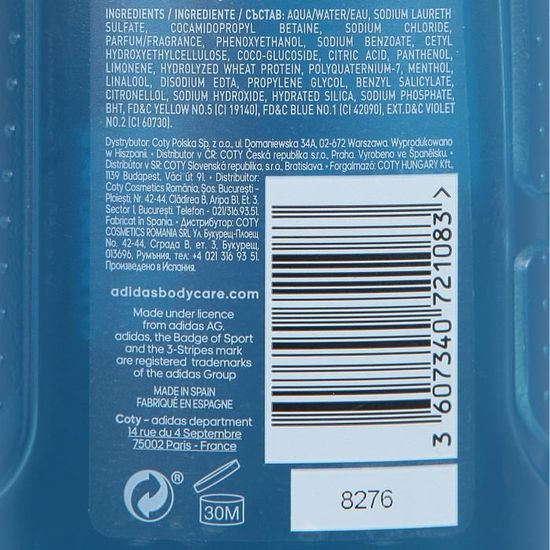 INGREDIENTS / INGREDIENTE / СЪСТАВ: AQUA/WATER/EAU, SODIUM LAURETH
SULFATE, COCAMIDOPROPYL BETAINE, SODIUM CHLORIDE,
PARFUM/FRAGRANCE, PHENOXYETHANOL, SODIUM BENZOATE, CETYL
HYDROXYETHYLCELLULOSE, COCO-GLUCOSIDE, CITRIC ACID, PANTHENOL,
LIMONENE, HYDROLYZED WHEAT PROTEIN, POLYQUATERNIUM-7, MENTHOL,
LINALOOL, DISODIUM EDTA, PROPYLENE GLYCOL, BENZYL SALICYLATE,
CITRONELLOL, SODIUM HYDROXIDE, HYDRATED SILICA, SODIUM PHOSPHATE,
BHT, FD&C YELLOW NO.5 (CI 19140), FD&C BLUE NO.1 (CI 42090), EXT.D&C VIOLET
NO.2 (CI 60730).
Dystrybutor: Coty Polska Sp. z o.o, ul. Domaniewska 34A, 02-672 Warszawa. Wyprodukowano
w Hiszpanii. • Distributor v ČR: COTY Česká republika s.r.o., Praha. Vyrobeno ve Španělsku. •
Distribútor v SR: COTY Slovenská republika s.r.o., Bratislava. • Forgalmazó: COTY HUNGARY Kft.,
1139 Budapest, Váci út 91. • Distribuitor:
Coty Cosmetics România, Şos. Bucureşti -
Ploieşti, Nr. 42-44, Clădirea B, Aripa B1, Et. 3,
Sector 1, Bucureşti, Telefon - 021/316.93.51.
Fabricat în Spania. • Distributor: COTY
COSMETICS ROMANIA SRL Ул. Букурещ-Плоещ
No. 42-44, Сграда B, ет. 3, Букурещ,
013696, Румъния, тел. +4 021 316 93 51.
Произведено в Испания.
adidasbodycare.com
Made under licence
from adidas AG.
adidas, the Badge of Sport
and the 3-Stripes mark
are registered trademarks
of the adidas Group
MADE IN SPAIN
FABRIQUÉ EN ESPAGNE
Coty – adidas department
14 rue du 4 Septembre
75002 Paris - France
®
30M
3 607340 721083 >
8276